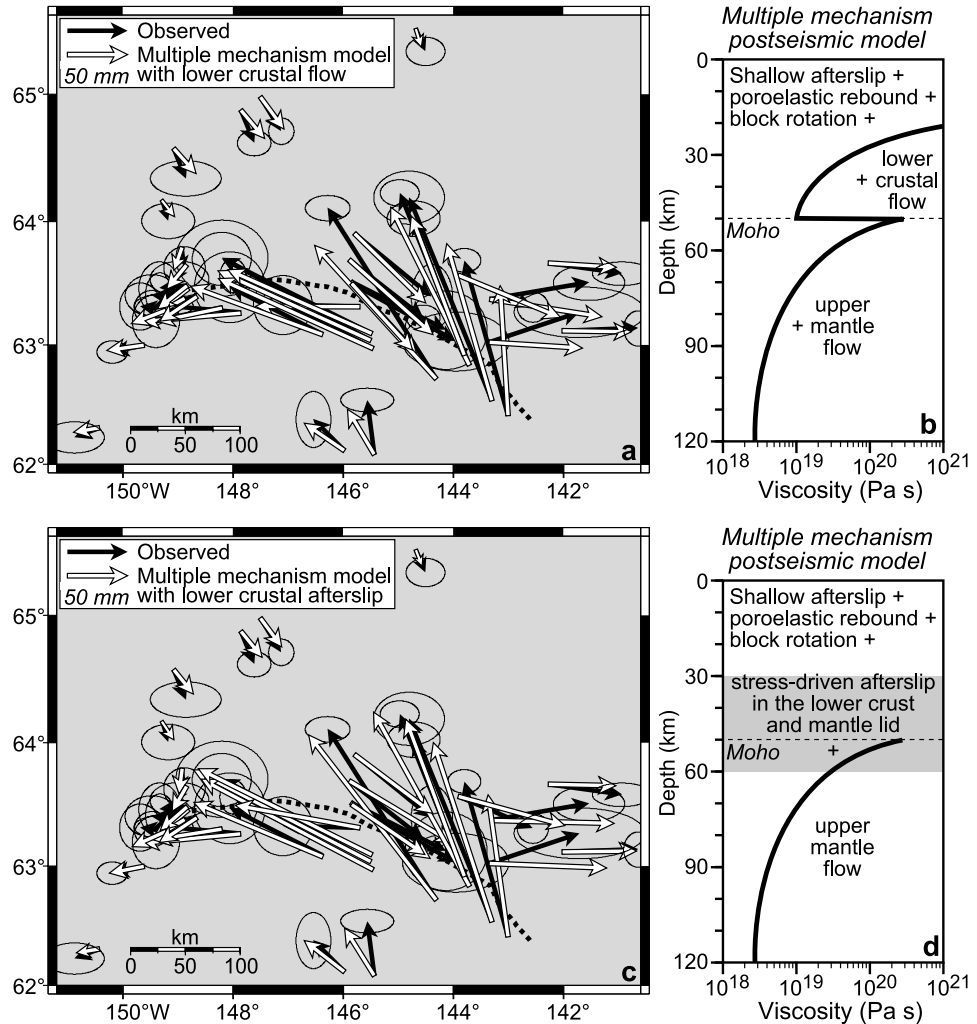 Observed
Multiple mechanism model
50 mm with lower crustal flow
65°
64°
63°
62°
km
0 50 100
a
150°W 148° 146° 144° 142°
Multiple mechanism
postseismic model
0
30
60
90
120
Depth (km)
Shallow afterslip +
poroelastic rebound +
block rotation +
lower
+ crustal
flow
Moho
upper
+ mantle
flow
b
10^18 10^19 10^20 10^21
Viscosity (Pa s)
Observed
Multiple mechanism model
50 mm with lower crustal afterslip
65°
64°
63°
62°
km
0 50 100
c
150°W 148° 146° 144° 142°
Multiple mechanism
postseismic model
0
30
60
90
120
Depth (km)
Shallow afterslip +
poroelastic rebound +
block rotation +
stress-driven afterslip
in the lower crust
and mantle lid
Moho +
upper
mantle
flow
d
10^18 10^19 10^20 10^21
Viscosity (Pa s)